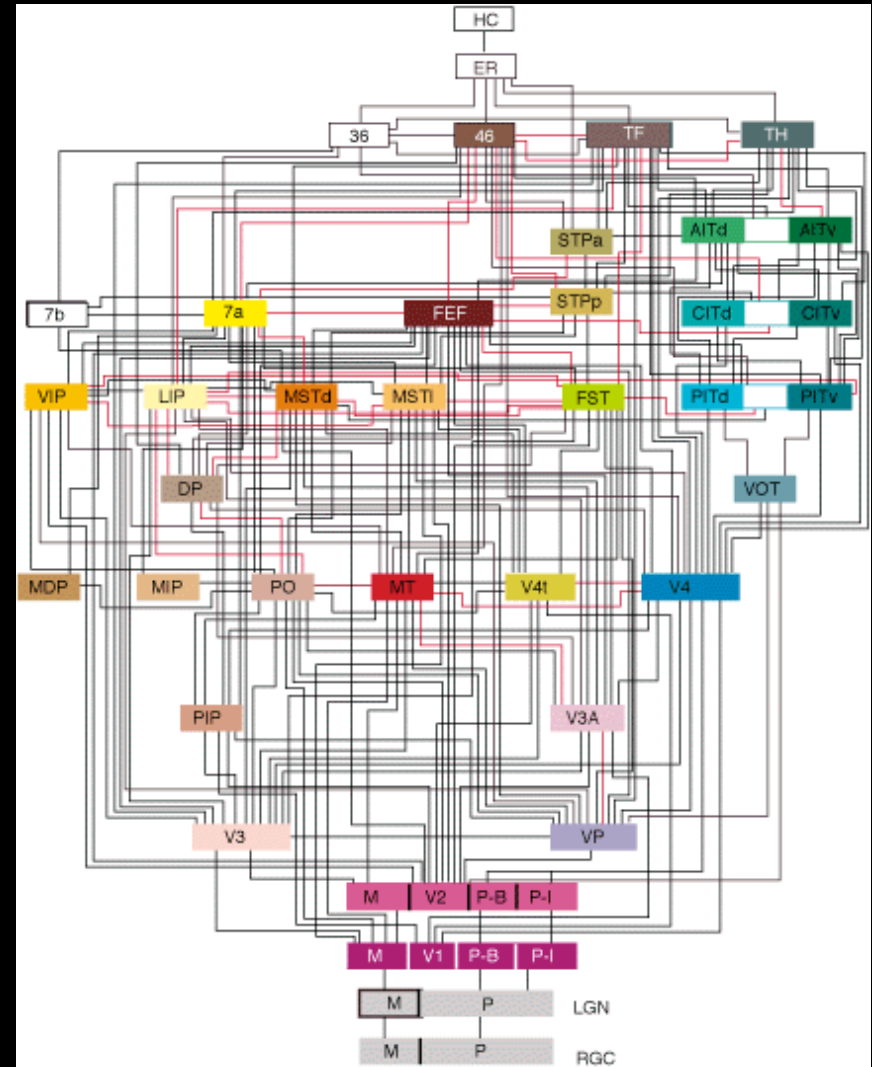 HC
ER
36 46 TF TH
STPa AITd AITv
7b 7a FEF STPp CITd CITv
VIP LIP MSTd MSTl FST PITd PITv
DP VOT
MDP MIP PO MT V4t V4
PIP V3A
V3 VP
M V2 P-B P-I
M V1 P-B P-I
M P LGN
M P RGC